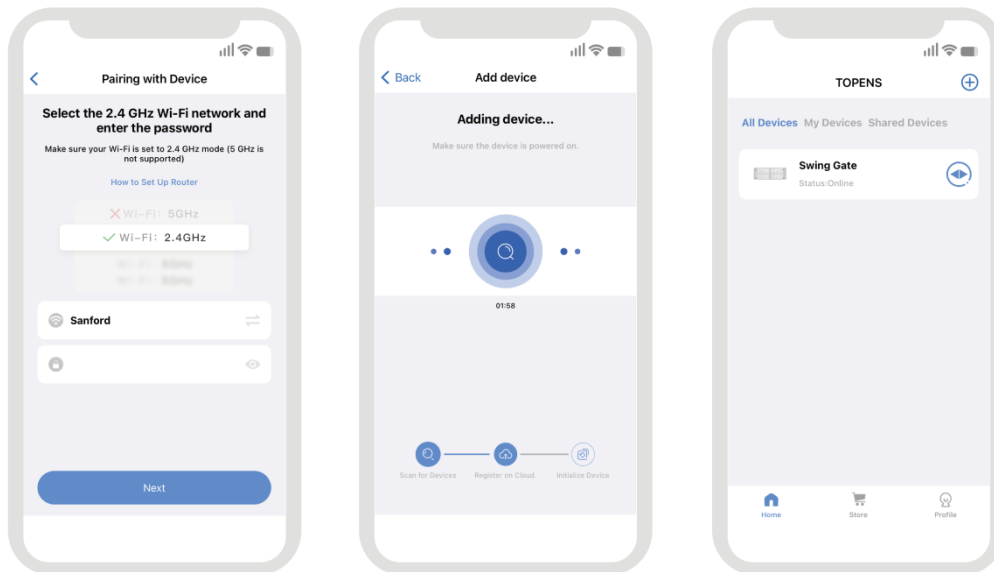 Pairing with Device
Select the 2.4 GHz Wi-Fi network and
enter the password
Make sure your Wi-Fi is set to 2.4 GHz mode (5 GHz is
not supported)
How to Set Up Router
Wi-Fi: 5GHz
Wi-Fi: 2.4GHz
Sanford
Next
Back
Add device
Adding device...
Make sure the device is powered on.
01:58
Scan for Devices
Register on Cloud.
Initialize Device
TOPENS
All Devices My Devices Shared Devices
Swing Gate
Status:Online
Home
Store
Profile